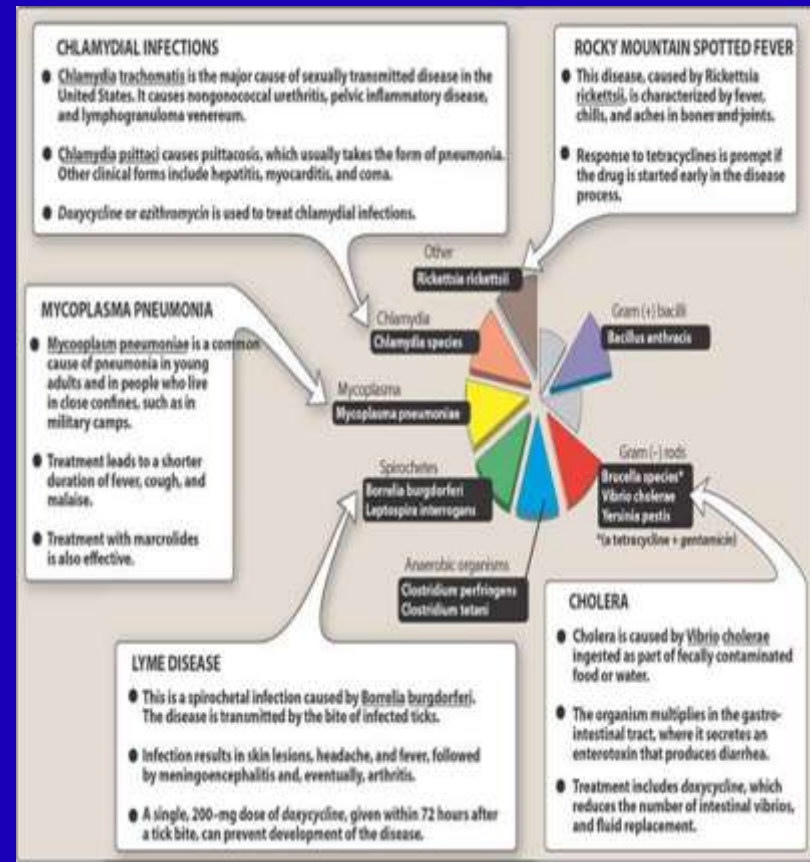 CHLAMYDIAL INFECTIONS
● Chlamydia trachomatis is the major cause of sexually transmitted disease in the
United States. It causes nongonococcal urethritis, pelvic inflammatory disease,
and lymphogranuloma venereum.
● Chlamydia psittaci causes psittacosis, which usually takes the form of pneumonia.
Other clinical forms include hepatitis, myocarditis, and coma.
● Doxycycline or azithromycin is used to treat chlamydial infections.
ROCKY MOUNTAIN SPOTTED FEVER
● This disease, caused by Rickettsia
rickettsii, is characterized by fever,
chills, and aches in bones and joints.
● Response to tetracyclines is prompt if
the drug is started early in the disease
process.
Other
Rickettsia rickettsii
Gram (+) bacilli
Bacillus anthracis
Chlamydia
Chlamydia species
MYCOPLASMA PNEUMONIA
● Mycooplasm pneumoniae is a common
cause of pneumonia in young
adults and in people who live
in close confines, such as in
military camps.
● Treatment leads to a shorter
duration of fever, cough, and
malaise.
● Treatment with marcrolides
is also effective.
Mycoplasma
Mycoplasma pneumoniae
Spirochetes
Borrelia burgdorferi
Leptospira interrogans
Gram (–) rods
Brucella species*
Vibrio cholerae
Yersinia pestis
*(a tetracycline + gentamicin)
Anaerobic organisms
Clostridium perfringens
Clostridium tetani
LYME DISEASE
● This is a spirochetal infection caused by Borrelia burgdorferi.
The disease is transmitted by the bite of infected ticks.
● Infection results in skin lesions, headache, and fever, followed
by meningoencephalitis and, eventually, arthritis.
● A single, 200-mg dose of doxycycline, given within 72 hours after
a tick bite, can prevent development of the disease.
CHOLERA
● Cholera is caused by Vibrio cholerae
ingested as part of fecally contaminated
food or water.
● The organism multiplies in the gastro-
intestinal tract, where it secretes an
enterotoxin that produces diarrhea.
● Treatment includes doxycycline, which
reduces the number of intestinal vibrios,
and fluid replacement.